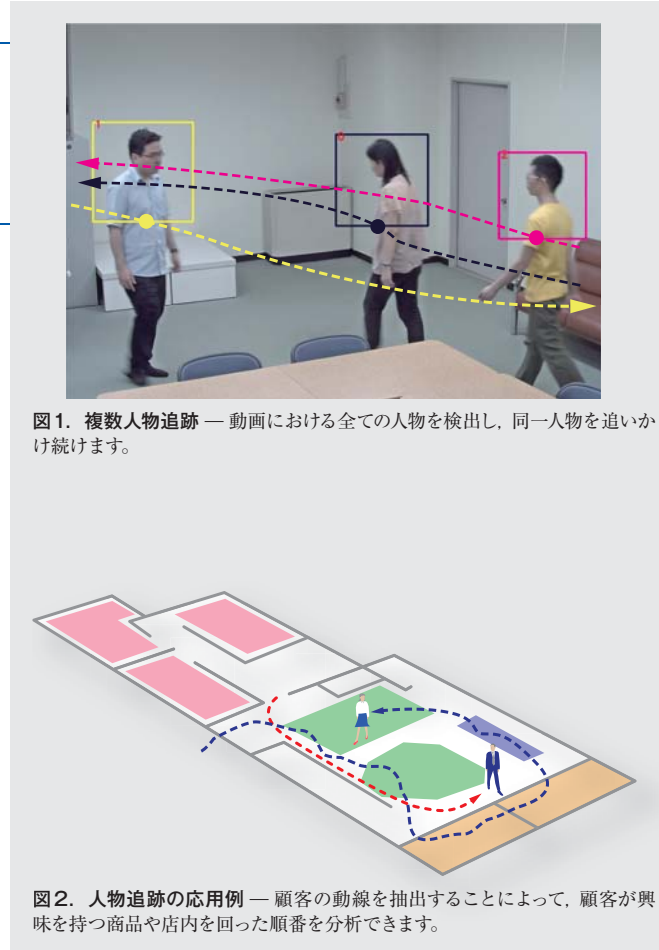 1
0
2
図1. 複数人物追跡 ― 動画における全ての人物を検出し，同一人物を追いか
け続けます。
図2. 人物追跡の応用例 ― 顧客の動線を抽出することによって，顧客が興
味を持つ商品や店内を回った順番を分析できます。